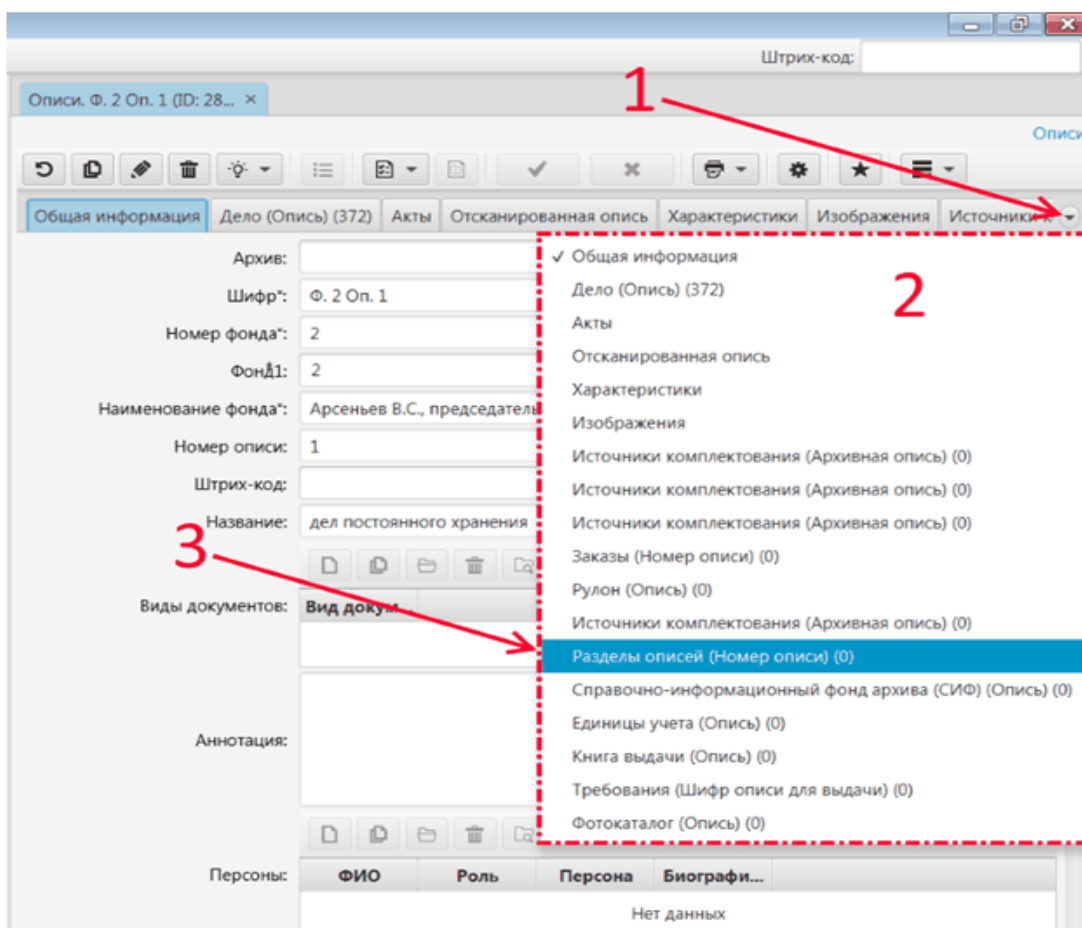 Штрих-код:
1
Описи. Ф. 2 Оп. 1 (ID: 28... ×
Описи
Общая информация Дело (Опись) (372) Акты Отсканированная опись Характеристики Изображения Источники к
Архив:
Шифр*: Ф. 2 Оп. 1
Номер фонда*: 2
Фонд1: 2
Наименование фонда*: Арсеньев В.С., председатель
Номер описи: 1
Штрих-код:
Название: дел постоянного хранения
2
✓ Общая информация
Дело (Опись) (372)
Акты
Отсканированная опись
Характеристики
Изображения
Источники комплектования (Архивная опись) (0)
Источники комплектования (Архивная опись) (0)
Источники комплектования (Архивная опись) (0)
Заказы (Номер описи) (0)
Рулон (Опись) (0)
Источники комплектования (Архивная опись) (0)
Разделы описей (Номер описи) (0)
Справочно-информационный фонд архива (СИФ) (Опись) (0)
Единицы учета (Опись) (0)
Книга выдачи (Опись) (0)
Требования (Шифр описи для выдачи) (0)
Фотокаталог (Опись) (0)
3
Виды документов: Вид докум...
Аннотация:
Персоны: ФИО Роль Персона Биографи...
Нет данных